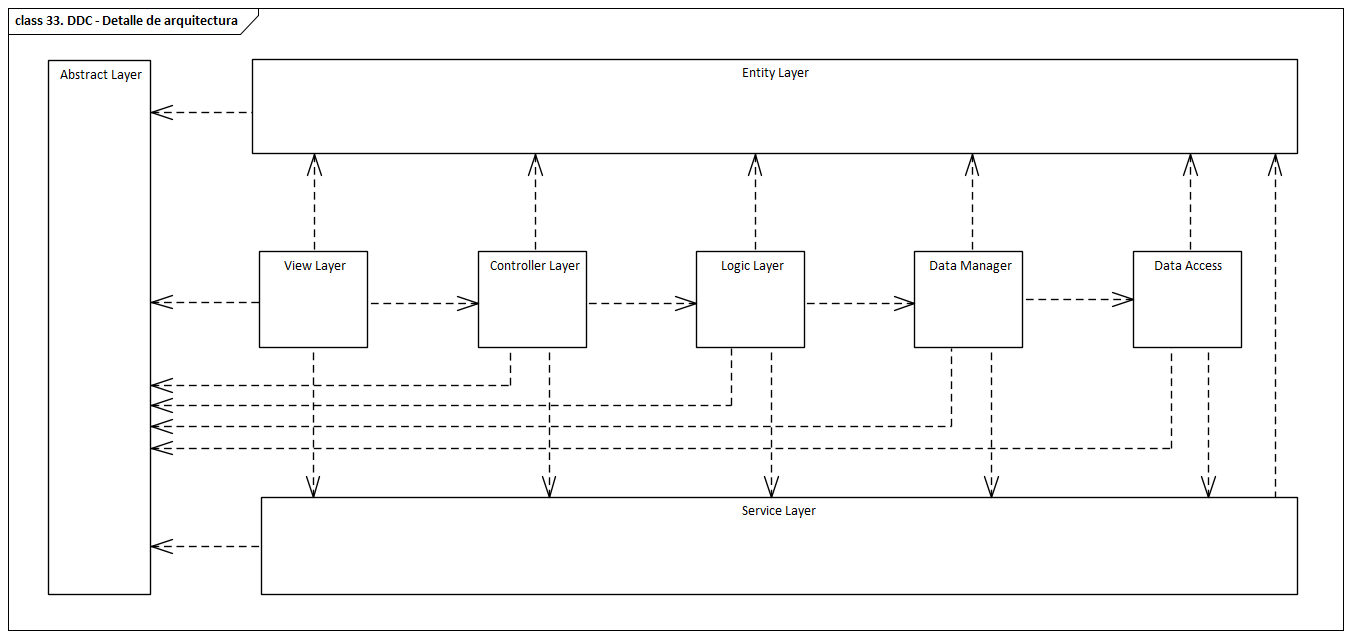 class 33. DDC - Detalle de arquitectura
Abstract Layer
Entity Layer
View Layer
Controller Layer
Logic Layer
Data Manager
Data Access
Service Layer